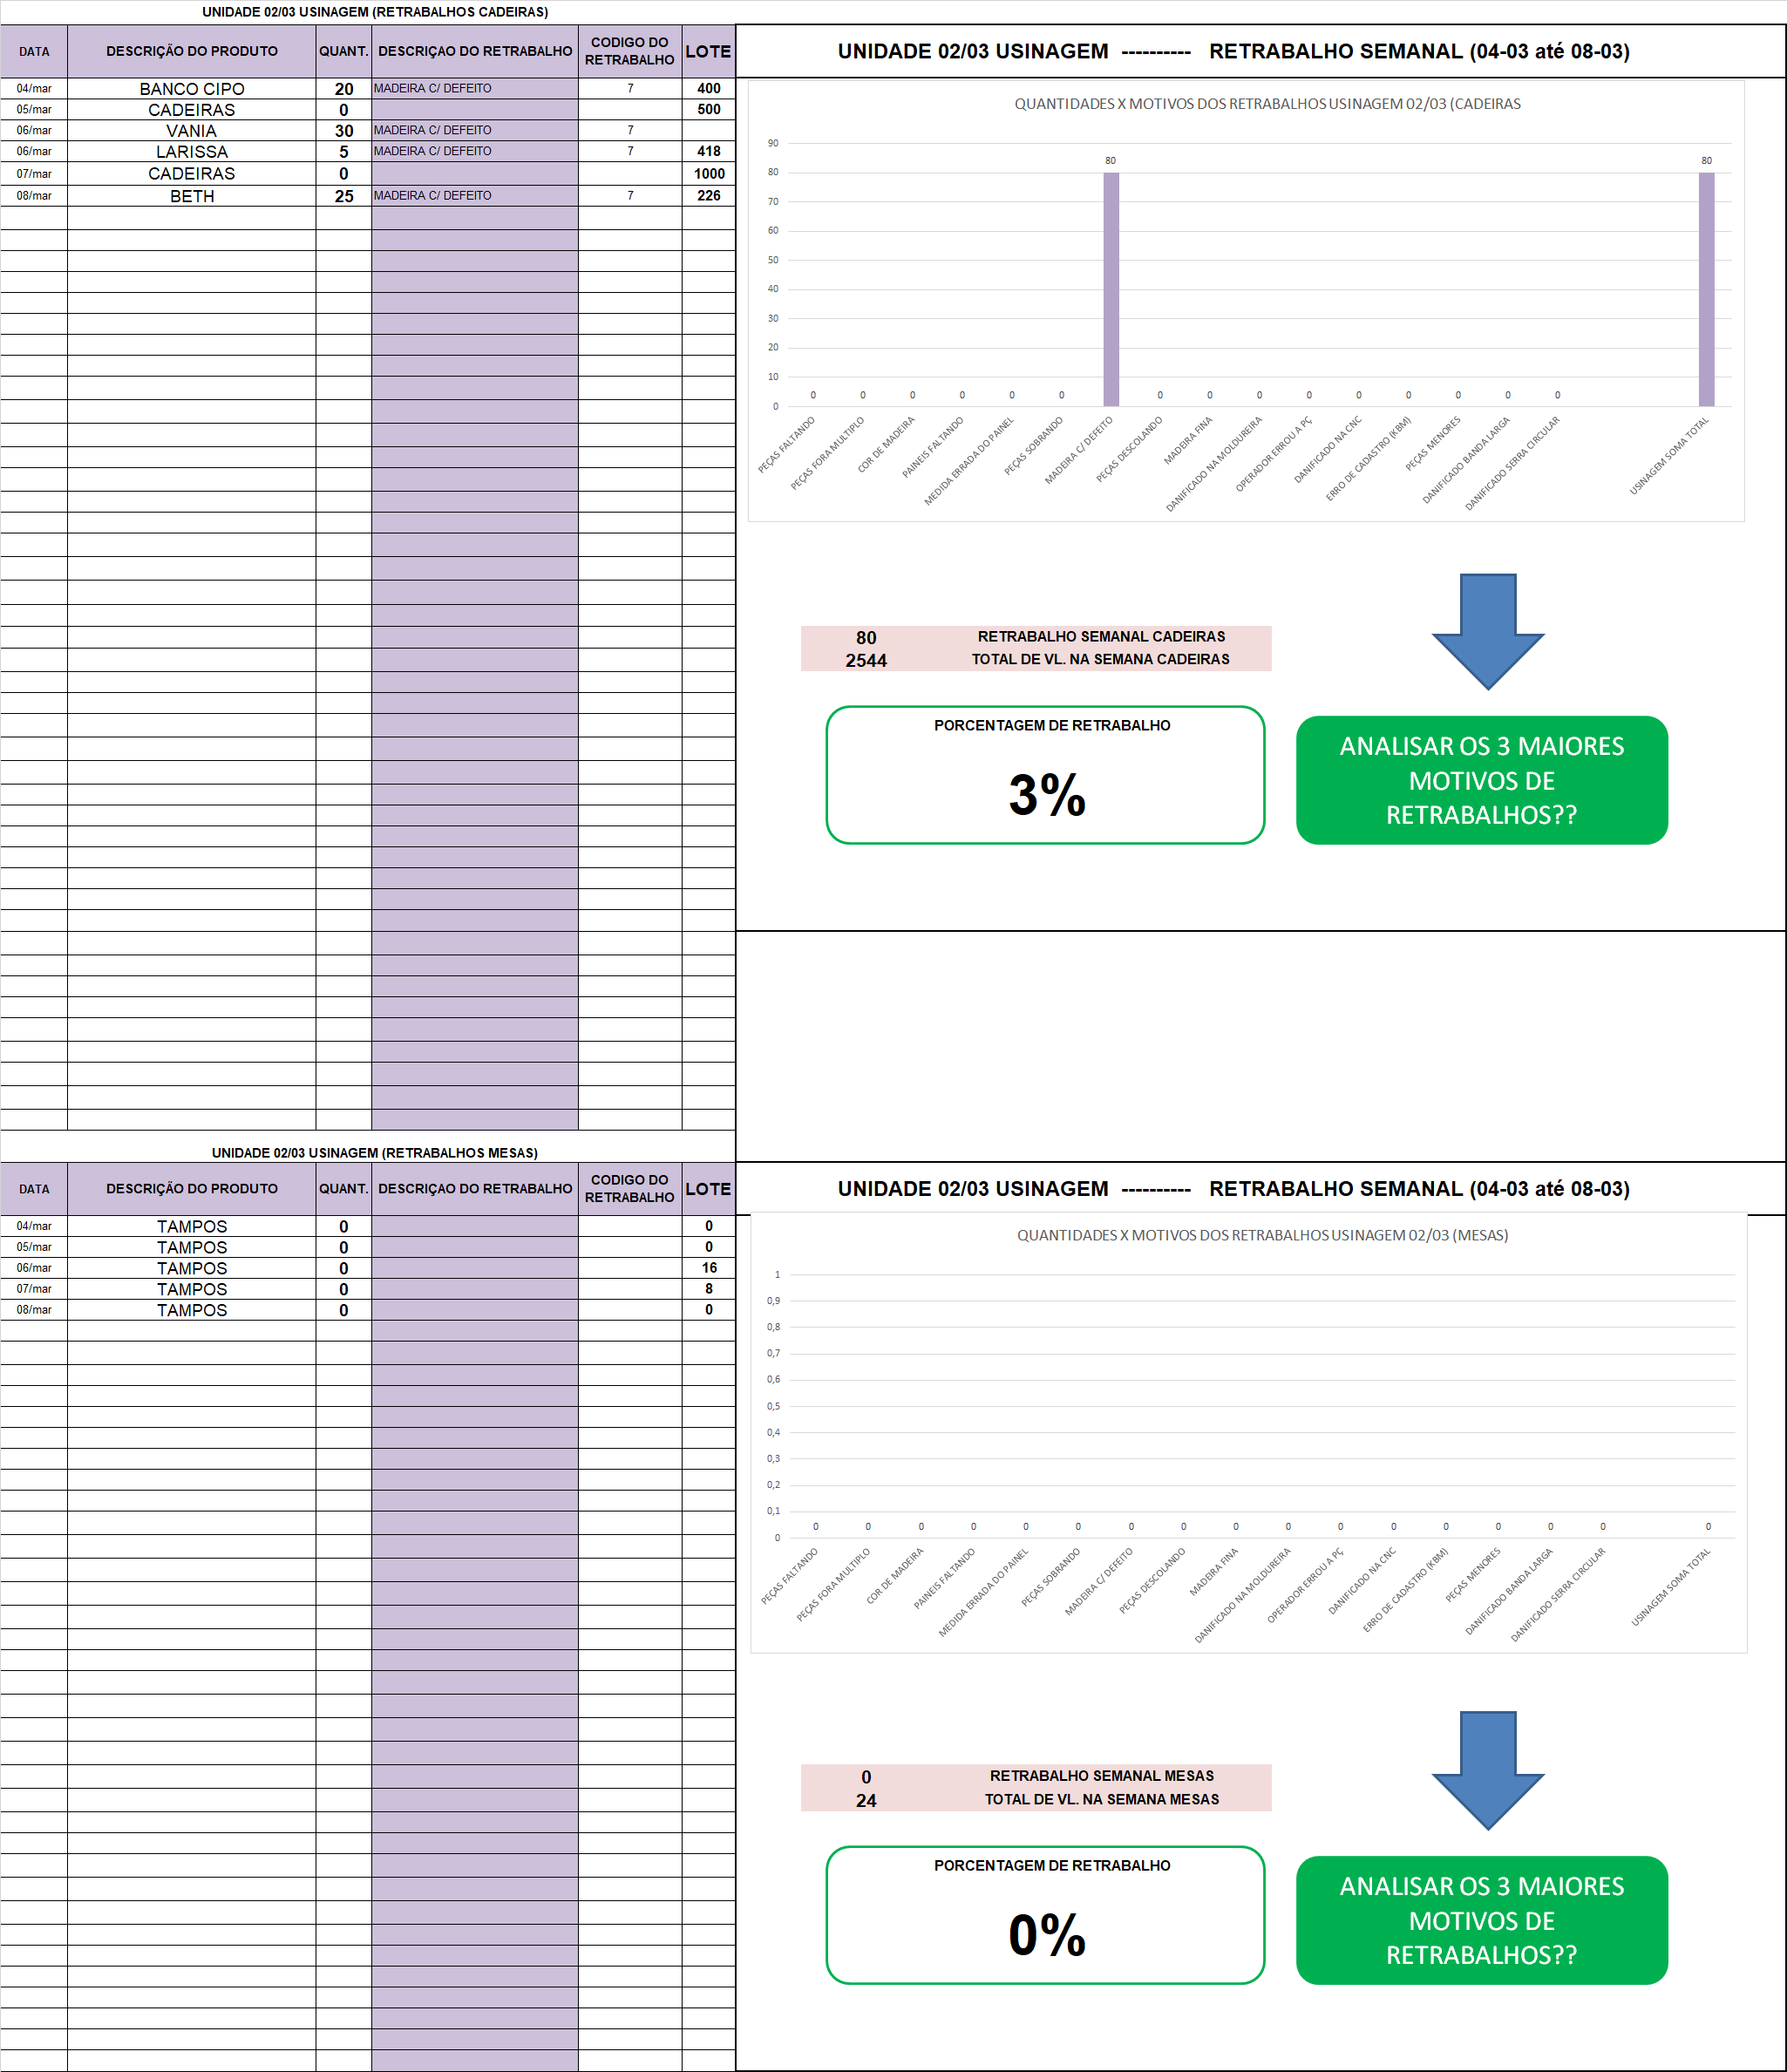 UNIDADE 02/03 USINAGEM (RETRABALHOS CADEIRAS)
DATA DESCRIÇÃO DO PRODUTO QUANT. DESCRIÇAO DO RETRABALHO CODIGO DO RETRABALHO LOTE
04/mar BANCO CIPO 20 MADEIRA C/ DEFEITO 7 400
05/mar CADEIRAS 0 500
06/mar VANIA 30 MADEIRA C/ DEFEITO 7
06/mar LARISSA 5 MADEIRA C/ DEFEITO 7 418
07/mar CADEIRAS 0 1000
08/mar BETH 25 MADEIRA C/ DEFEITO 7 226
UNIDADE 02/03 USINAGEM ---------- RETRABALHO SEMANAL (04-03 até 08-03)
QUANTIDADES X MOTIVOS DOS RETRABALHOS USINAGEM 02/03 (CADEIRAS
90
80
70
60
50
40
30
20
10
0
0 0 0 0 0 0 80 0 0 0 0 0 0 0 0 0 80
PEÇAS FALTANDO
PEÇAS FORA MULTIPLO
COR DE MADEIRA
PAINEIS FALTANDO
MEDIDA ERRADA DO PAINEL
PEÇAS SOBRANDO
MADEIRA C/ DEFEITO
PEÇAS DESCOLANDO
MADEIRA FINA
DANIFICADO NA MOLDUREIRA
OPERADOR ERROU A PÇ
DANIFICADO NA CNC
ERRO DE CADASTRO (KBM)
PEÇAS MENORES
DANIFICADO BANDA LARGA
DANIFICADO SERRA CIRCULAR
USINAGEM SOMA TOTAL
80 RETRABALHO SEMANAL CADEIRAS
2544 TOTAL DE VL. NA SEMANA CADEIRAS
PORCENTAGEM DE RETRABALHO
3%
ANALISAR OS 3 MAIORES
MOTIVOS DE
RETRABALHOS??
UNIDADE 02/03 USINAGEM (RETRABALHOS MESAS)
DATA DESCRIÇÃO DO PRODUTO QUANT. DESCRIÇAO DO RETRABALHO CODIGO DO RETRABALHO LOTE
04/mar TAMPOS 0 0
05/mar TAMPOS 0 0
06/mar TAMPOS 0 16
07/mar TAMPOS 0 8
08/mar TAMPOS 0 0
UNIDADE 02/03 USINAGEM ---------- RETRABALHO SEMANAL (04-03 até 08-03)
QUANTIDADES X MOTIVOS DOS RETRABALHOS USINAGEM 02/03 (MESAS)
1
0,9
0,8
0,7
0,6
0,5
0,4
0,3
0,2
0,1
0
0 0 0 0 0 0 0 0 0 0 0 0 0 0 0 0 0
PEÇAS FALTANDO
PEÇAS FORA MULTIPLO
COR DE MADEIRA
PAINEIS FALTANDO
MEDIDA ERRADA DO PAINEL
PEÇAS SOBRANDO
MADEIRA C/ DEFEITO
PEÇAS DESCOLANDO
MADEIRA FINA
DANIFICADO NA MOLDUREIRA
OPERADOR ERROU A PÇ
DANIFICADO NA CNC
ERRO DE CADASTRO (KBM)
PEÇAS MENORES
DANIFICADO BANDA LARGA
DANIFICADO SERRA CIRCULAR
USINAGEM SOMA TOTAL
0 RETRABALHO SEMANAL MESAS
24 TOTAL DE VL. NA SEMANA MESAS
PORCENTAGEM DE RETRABALHO
0%
ANALISAR OS 3 MAIORES
MOTIVOS DE
RETRABALHOS??